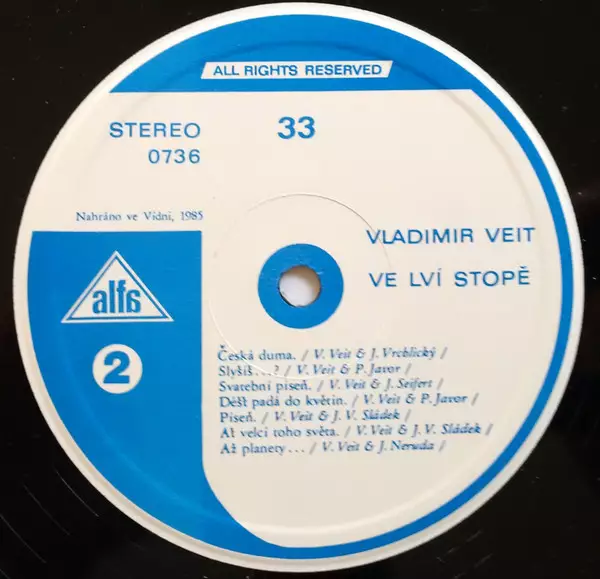 ALL RIGHTS RESERVED
STEREO 33
0736
Nahráno ve Vídni, 1985
VLADIMIR VEIT
VE LVÍ STOPĚ
alfa
2
Česká duma. / V. Veit & J. Vrchlický /
Slyšíš...? / V. Veit & P. Javor /
Svatební píseň. / V. Veit & J. Seifert /
Déšť padá do květin. / V. Veit & P. Javor /
Píseň. / V. Veit & J. V. Sládek /
Ať velcí toho světa. / V. Veit & J. V. Sládek /
Až planety... / V. Veit & J. Neruda /